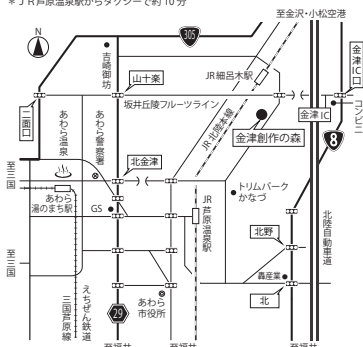 ＊ＪＲ芦原温泉駅からタクシーで約10分
至金沢・小松空港
N
305
吉崎御坊
山十楽
JR細呂木駅
金津IC口
坂井丘陵フルーツライン
二面口
あわら温泉
あわら警察署
JR北陸本線
金津創作の森
金津IC
コンビニ
8
至三国
北金津
あわら湯のまち駅
GS
JR芦原温泉駅
トリムパークかなづ
北陸自動車道
北野
至三国
轟産業
北
あわら市役所
29
三国芦原線
えちぜん鉄道
至福井
至福井
至福井